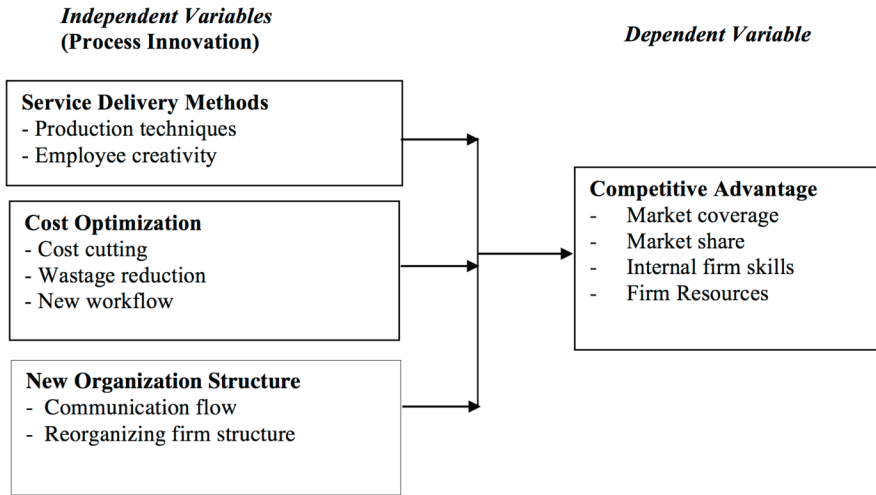 Independent Variables
(Process Innovation)
Dependent Variable
Service Delivery Methods
- Production techniques
- Employee creativity
Cost Optimization
- Cost cutting
- Wastage reduction
- New workflow
New Organization Structure
- Communication flow
- Reorganizing firm structure
Competitive Advantage
- Market coverage
- Market share
- Internal firm skills
- Firm Resources